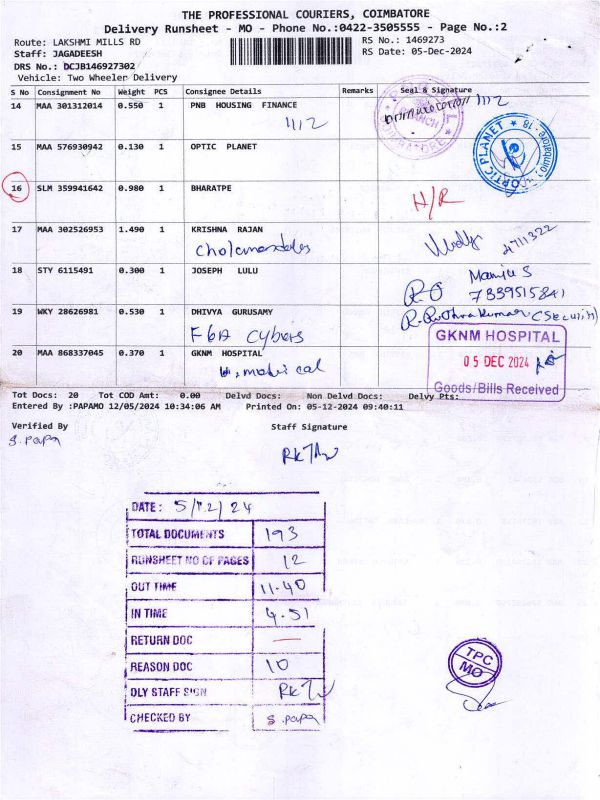 THE PROFESSIONAL COURIERS, COIMBATORE
Delivery Runsheet - MO - Phone No.:0422-3505555 - Page No.:2
Route: LAKSHMI MILLS RD RS No.: 1469273
Staff: JAGADEESH RS Date: 05-Dec-2024
DRS No.: DCJB146927302
Vehicle: Two Wheeler Delivery
S No Consignment No Weight PCS Consignee Details Remarks Seal & Signature
14 MAA 301312014 0.550 1 PNB HOUSING FINANCE
1112 1112
15 MAA 576930942 0.130 1 OPTIC PLANET
OPTIC PLANET Coimbatore - 18
16 SLM 359941642 0.980 1 BHARATPE H/R
17 MAA 302526953 1.490 1 KRISHNA RAJAN
Cholamandalas
18 STY 6115491 0.300 1 JOSEPH LULU
Manju S
7339515841
19 WKY 28626981 0.530 1 DHIVYA GURUSAMY
F6A Cybers
20 MAA 868337045 0.370 1 GKNM HOSPITAL
GKNM HOSPITAL
05 DEC 2024
Goods/Bills Received
Tot Docs: 20 Tot COD Amt: 0.00 Delvd Docs: Non Delvd Docs: Delvy Pts:
Entered By :PAPAMO 12/05/2024 10:34:06 AM Printed On: 05-12-2024 09:40:11
Verified By Staff Signature
S. papa
DATE: 5/12/24
TOTAL DOCUMENTS 193
RUNSHEET NO OF PAGES 12
OUT TIME 11.40
IN TIME 4.51
RETURN DOC —
REASON DOC 10
DLY STAFF SIGN
CHECKED BY S. papa
TPC
MO